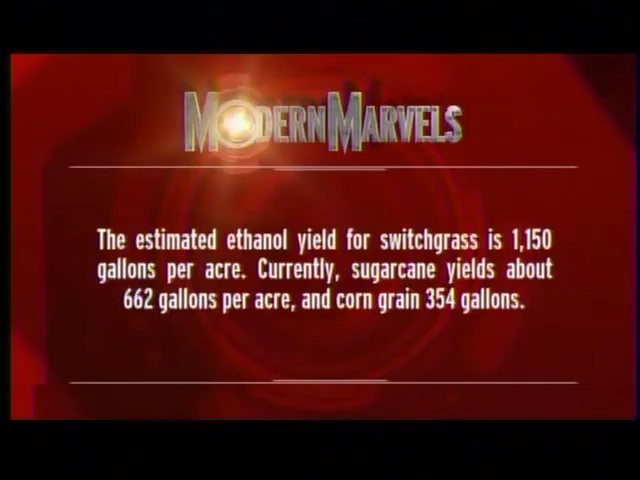 MODERN MARVELS
The estimated ethanol yield for switchgrass is 1,150
gallons per acre. Currently, sugarcane yields about
662 gallons per acre, and corn grain 354 gallons.